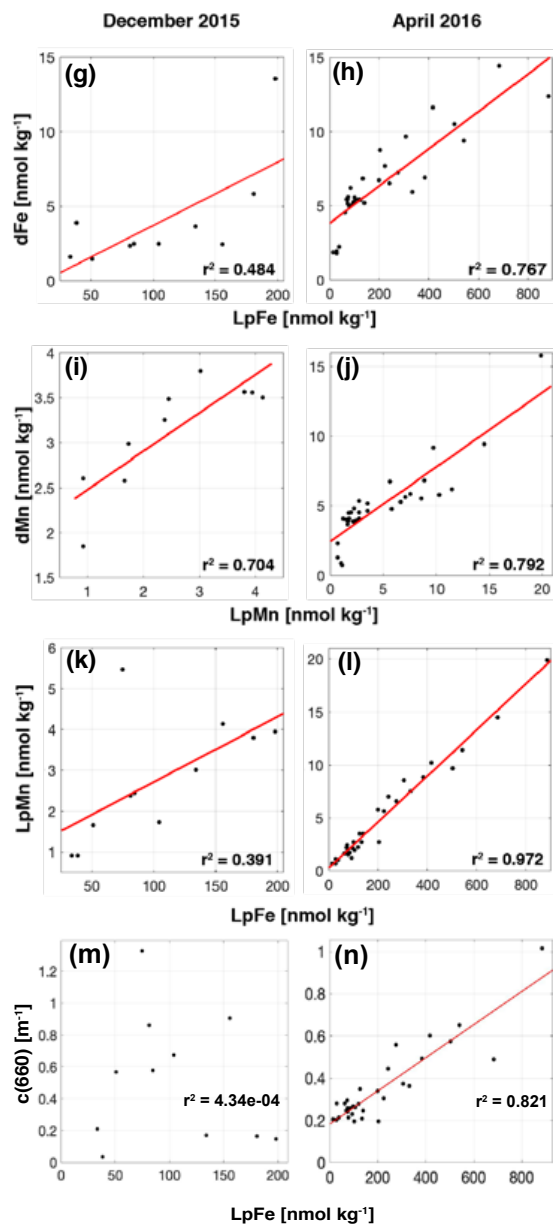 December 2015 April 2016
(g) (h)
15 15
10 10
5 5
0 0
50 100 150 200 0 200 400 600 800
dFe [nmol kg⁻¹]
r² = 0.484 r² = 0.767
LpFe [nmol kg⁻¹]
(i) (j)
4 15
3.5
3 10
2.5
2 5
1.5 0
1 2 3 4 0 5 10 15 20
dMn [nmol kg⁻¹]
r² = 0.704 r² = 0.792
LpMn [nmol kg⁻¹]
(k) (l)
6 20
5 15
4
3 10
2 5
1 0
50 100 150 200 0 200 400 600 800
LpMn [nmol kg⁻¹]
r² = 0.391 r² = 0.972
LpFe [nmol kg⁻¹]
(m) (n)
1.2 1
1 0.8
0.8 0.6
0.6
0.4 0.4
0.2 0.2
0 0
0 50 100 150 200 0 200 400 600 800
c(660) [m⁻¹]
r² = 4.34e-04 r² = 0.821
LpFe [nmol kg⁻¹]